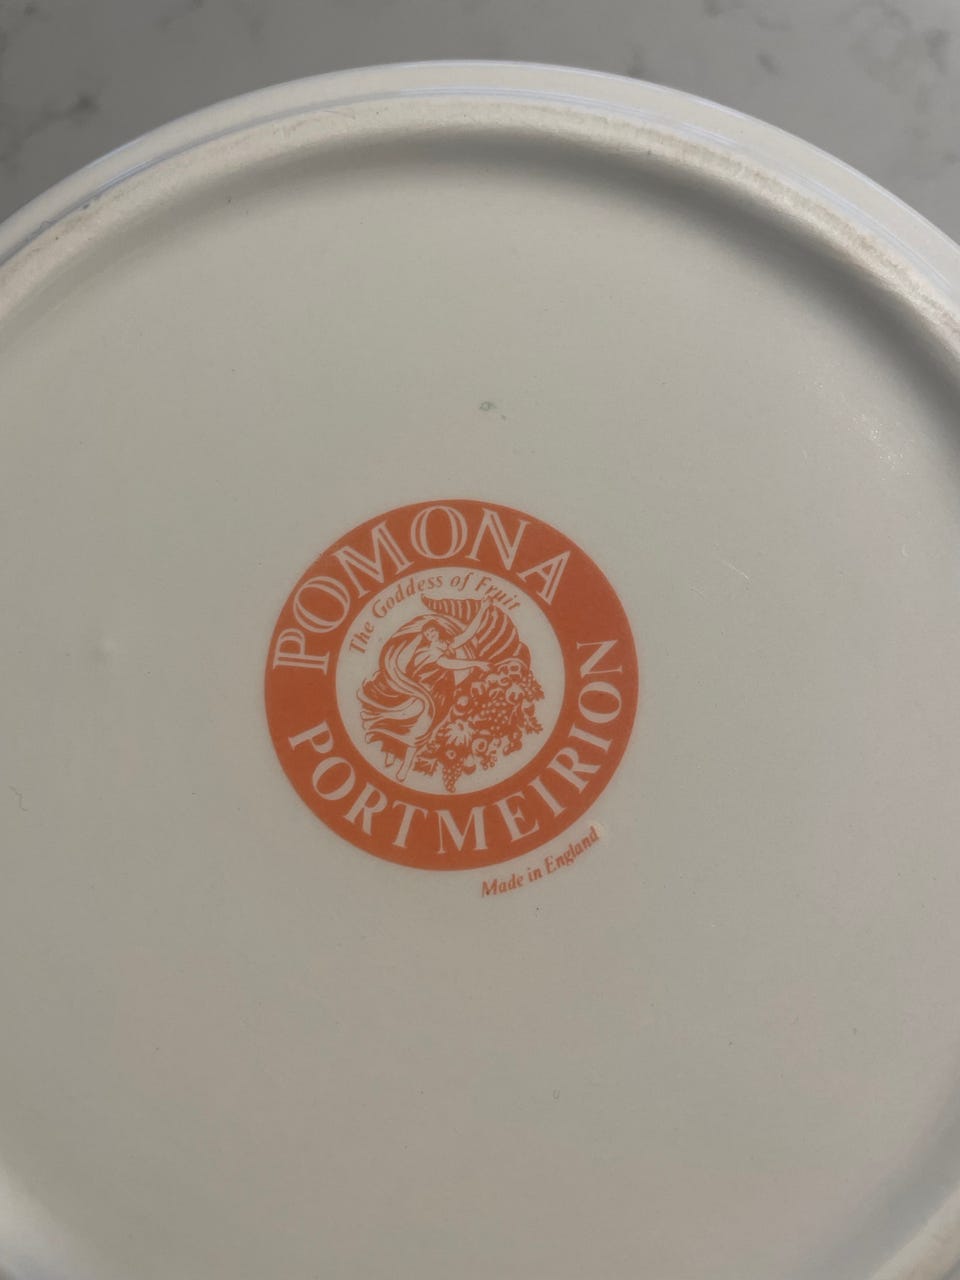 POMONA
The Goddess of Fruit
PORTMEIRION
Made in England